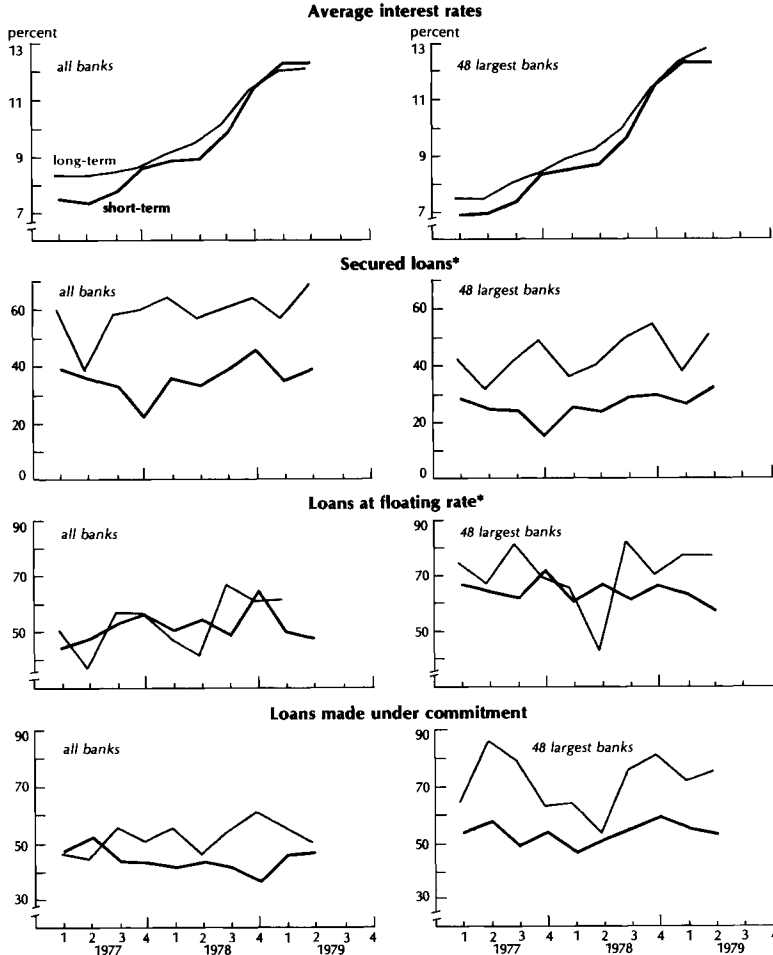 Average interest rates
percent
percent
13
all banks
11
9
long-term
short-term
7
13
48 largest banks
11
9
7
Secured loans*
all banks
60
40
20
0
48 largest banks
60
40
20
0
Loans at floating rate*
90
all banks
70
50
90
48 largest banks
70
50
Loans made under commitment
90
all banks
70
50
30
90
48 largest banks
70
50
30
1 2 3 4 1 2 3 4 1 2 3 4
1977 1978 1979
1 2 3 4 1 2 3 4 1 2 3 4
1977 1978 1979